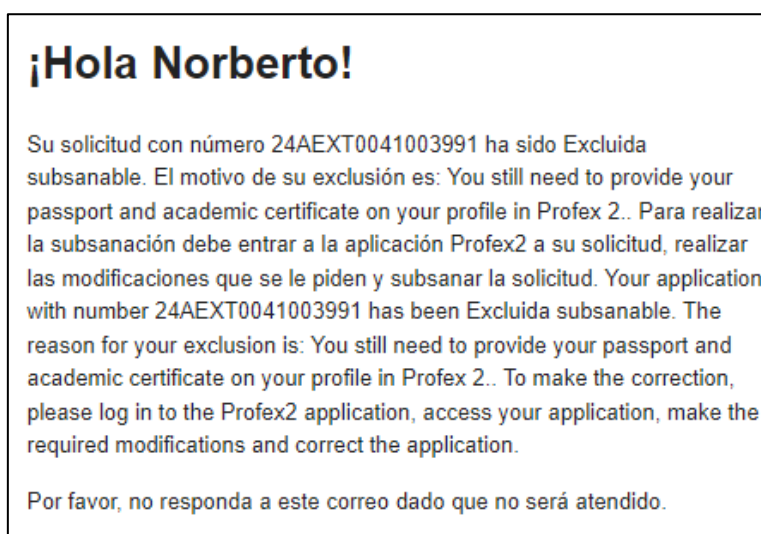 ¡Hola Norberto!
Su solicitud con número 24AEXT0041003991 ha sido Excluida
subsanable. El motivo de su exclusión es: You still need to provide your
passport and academic certificate on your profile in Profex 2.. Para realizar
la subsanación debe entrar a la aplicación Profex2 a su solicitud, realizar
las modificaciones que se le piden y subsanar la solicitud. Your application
with number 24AEXT0041003991 has been Excluida subsanable. The
reason for your exclusion is: You still need to provide your passport and
academic certificate on your profile in Profex 2.. To make the correction,
please log in to the Profex2 application, access your application, make the
required modifications and correct the application.
Por favor, no responda a este correo dado que no será atendido.